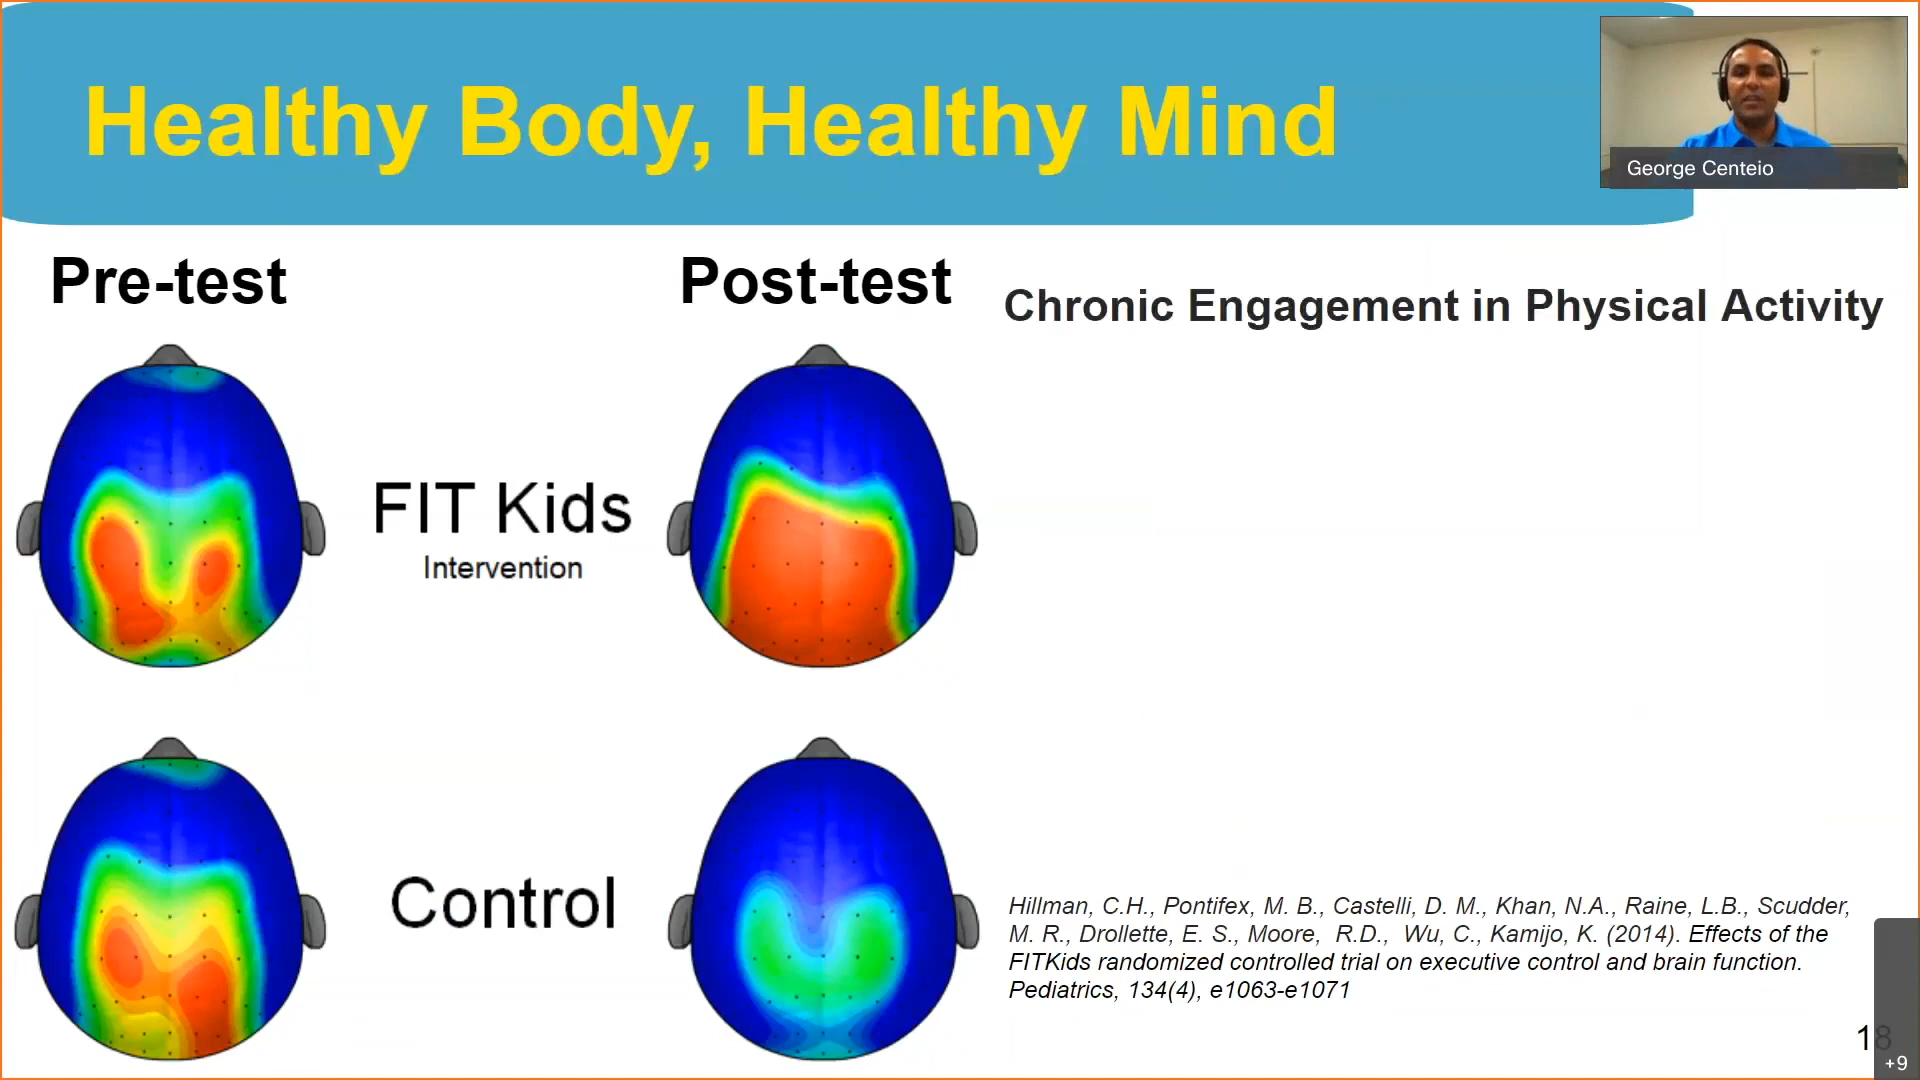 Healthy Body, Healthy Mind
George Centeio
Pre-test
Post-test
Chronic Engagement in Physical Activity
FIT Kids
Intervention
Control
Hillman, C.H., Pontifex, M. B., Castelli, D. M., Khan, N.A., Raine, L.B., Scudder,
M. R., Drollette, E. S., Moore, R.D., Wu, C., Kamijo, K. (2014). Effects of the
FITKids randomized controlled trial on executive control and brain function.
Pediatrics, 134(4), e1063-e1071
18
+9